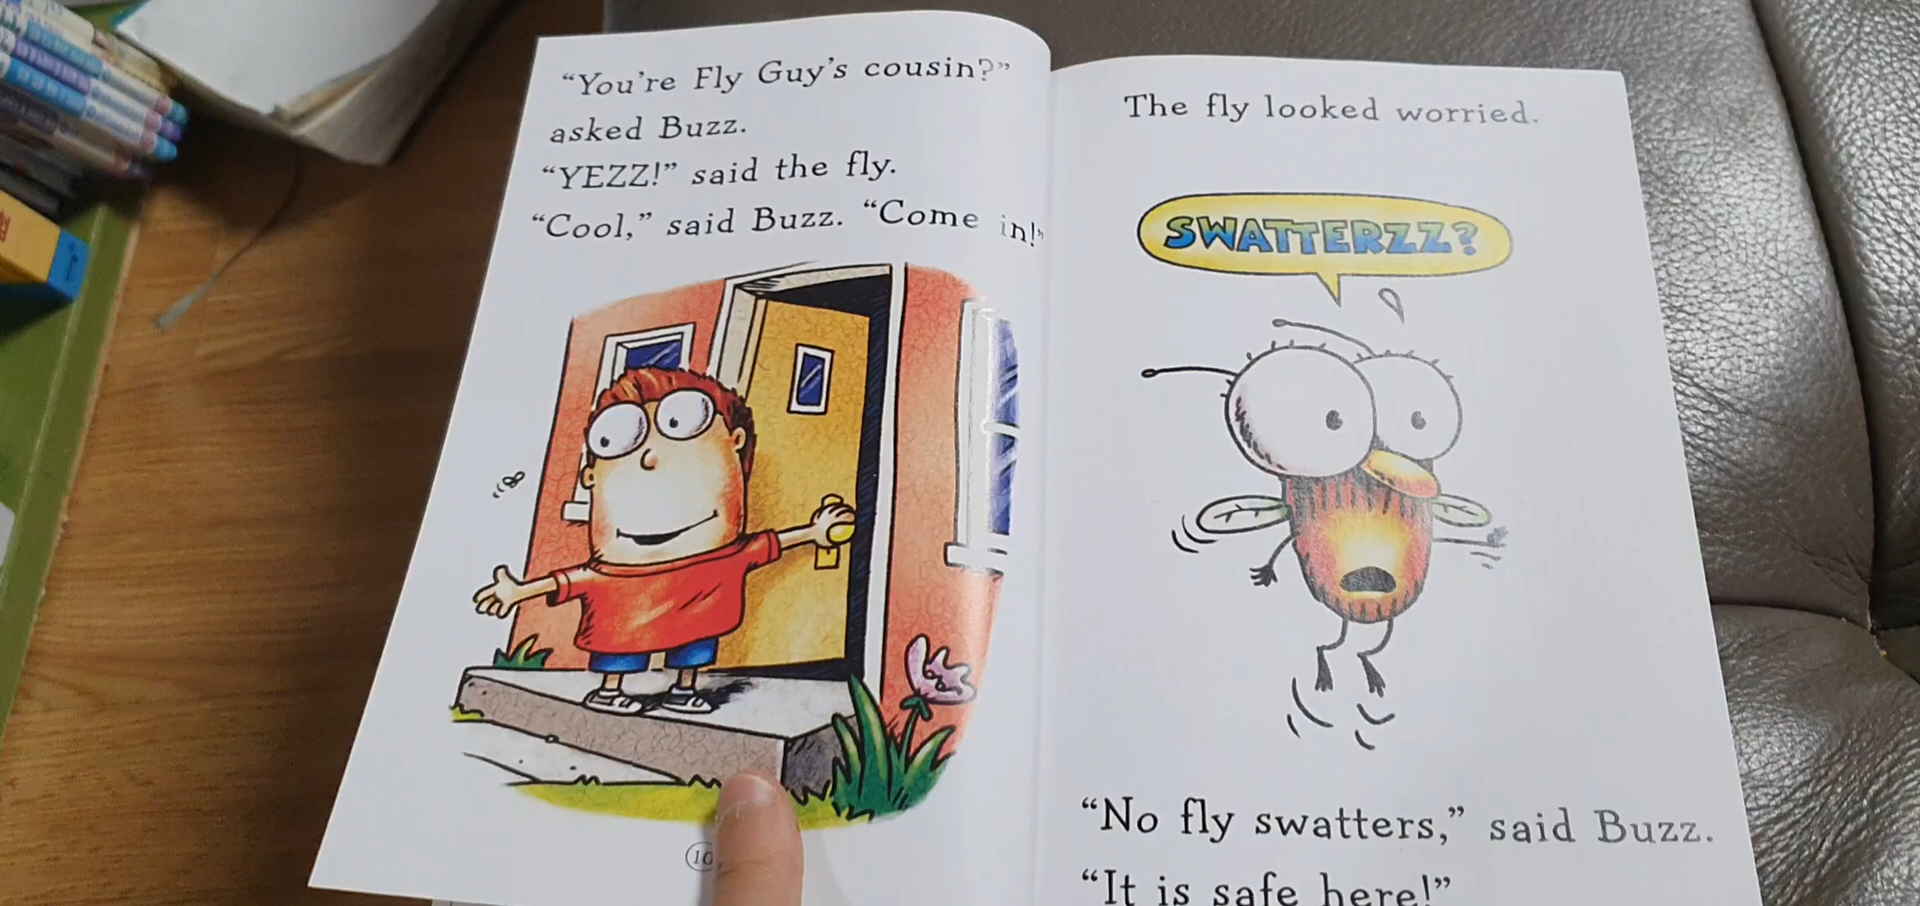 “You’re Fly Guy’s cousin?”
asked Buzz.
“YEZZ!” said the fly.
“Cool,” said Buzz. “Come in!”
10
The fly looked worried.
SWATTERZZ?
“No fly swatters,” said Buzz.
“It is safe here!”